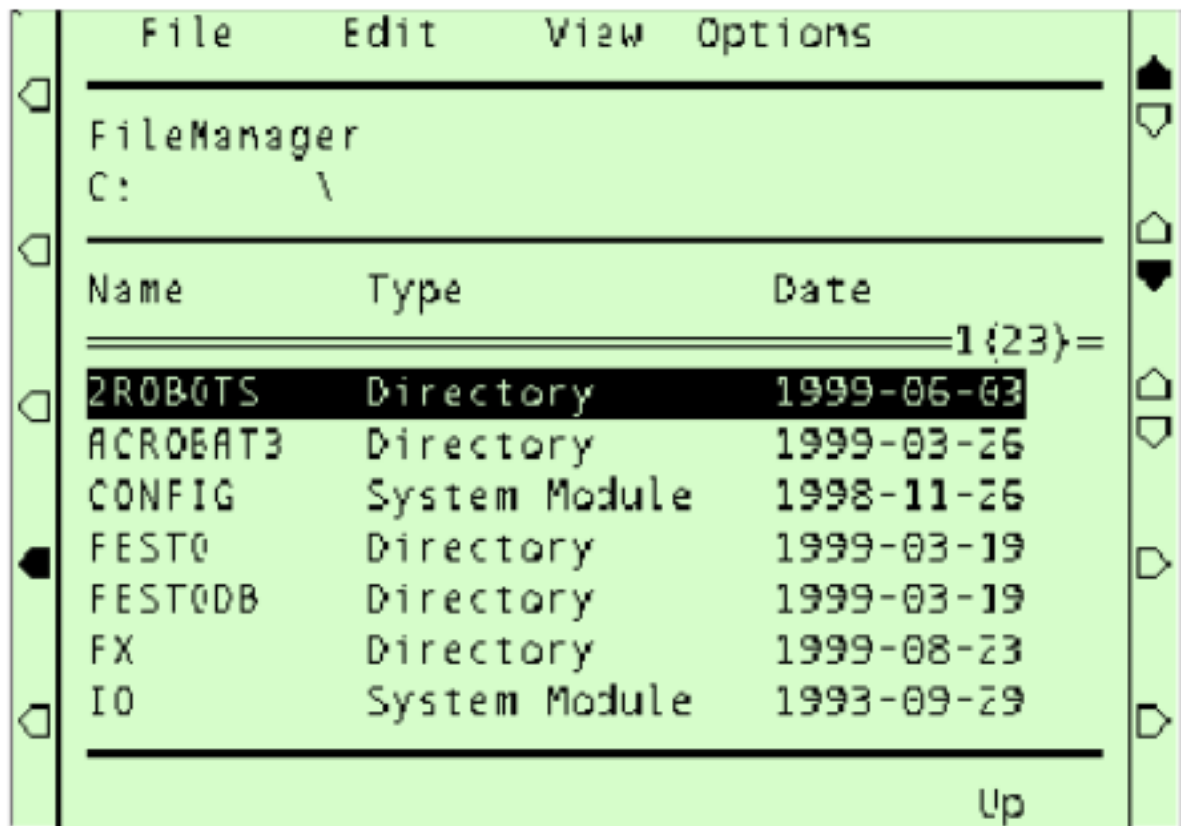 File Edit View Options
FileManager
C: \
Name Type Date
1{23}
2ROBOTS Directory 1999-06-03
ACROBAT3 Directory 1999-03-26
CONFIG System Module 1998-11-26
FESTO Directory 1999-03-19
FESTODB Directory 1999-03-19
FX Directory 1999-08-23
IO System Module 1993-09-29
Up